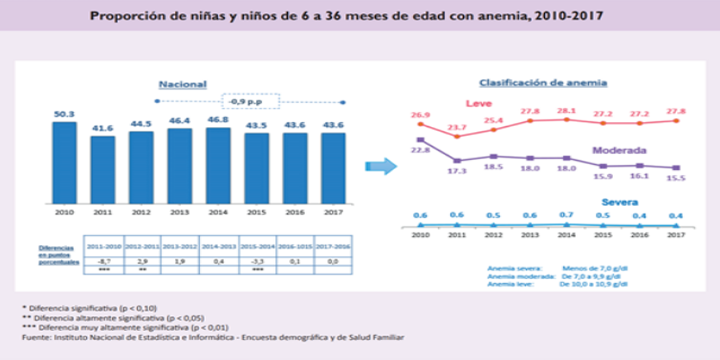 Proporción de niñas y niños de 6 a 36 meses de edad con anemia, 2010-2017
Nacional
-0,9 p.p
50.3 41.6 44.5 46.4 46.8 43.5 43.6 43.6
2010 2011 2012 2013 2014 2015 2016 2017
Diferencias en puntos porcentuales
2011-2010 2012-2011 2013-2012 2014-2013 2015-2014 2016-1015 2017-2016
-8,7 2,9 1,9 0,4 -3,3 0,1 0,0
*** ** ***
Clasificación de anemia
Leve
26.9 23.7 25.4 27.8 28.1 27.2 27.2 27.8
Moderada
22.8 17.3 18.5 18.0 18.0 15.9 16.1 15.5
Severa
0.6 0.6 0.5 0.6 0.7 0.5 0.4 0.4
2010 2011 2012 2013 2014 2015 2016 2017
Anemia severa: Menos de 7,0 g/dl
Anemia moderada: De 7,0 a 9,9 g/dl
Anemia leve: De 10,0 a 10,9 g/dl
* Diferencia significativa (p < 0,10)
** Diferencia altamente significativa (p < 0,05)
*** Diferencia muy altamente significativa (p < 0,01)
Fuente: Instituto Nacional de Estadística e Informática - Encuesta demográfica y de Salud Familiar